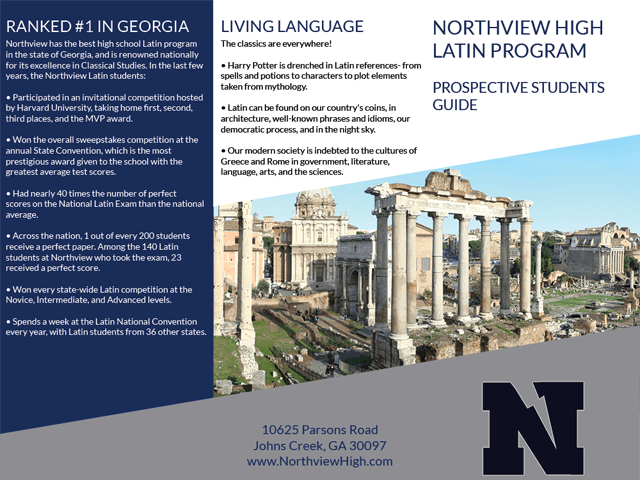 RANKED #1 IN GEORGIA
Northview has the best high school Latin program
in the state of Georgia, and is renowned nationally
for its excellence in Classical Studies. In the last few
years, the Northview Latin students:
• Participated in an invitational competition hosted
by Harvard University, taking home first, second,
third places, and the MVP award.
• Won the overall sweepstakes competition at the
annual State Convention, which is the most
prestigious award given to the school with the
greatest average test scores.
• Had nearly 40 times the number of perfect
scores on the National Latin Exam than the national
average.
• Across the nation, 1 out of every 200 students
receive a perfect paper. Among the 140 Latin
students at Northview who took the exam, 23
received a perfect score.
• Won every state-wide Latin competition at the
Novice, Intermediate, and Advanced levels.
• Spends a week at the Latin National Convention
every year, with Latin students from 36 other states.
LIVING LANGUAGE
The classics are everywhere!
• Harry Potter is drenched in Latin references- from
spells and potions to characters to plot elements
taken from mythology.
• Latin can be found on our country's coins, in
architecture, well-known phrases and idioms, our
democratic process, and in the night sky.
• Our modern society is indebted to the cultures of
Greece and Rome in government, literature,
language, arts, and the sciences.
10625 Parsons Road
Johns Creek, GA 30097
www.NorthviewHigh.com
NORTHVIEW HIGH
LATIN PROGRAM
PROSPECTIVE STUDENTS
GUIDE
N